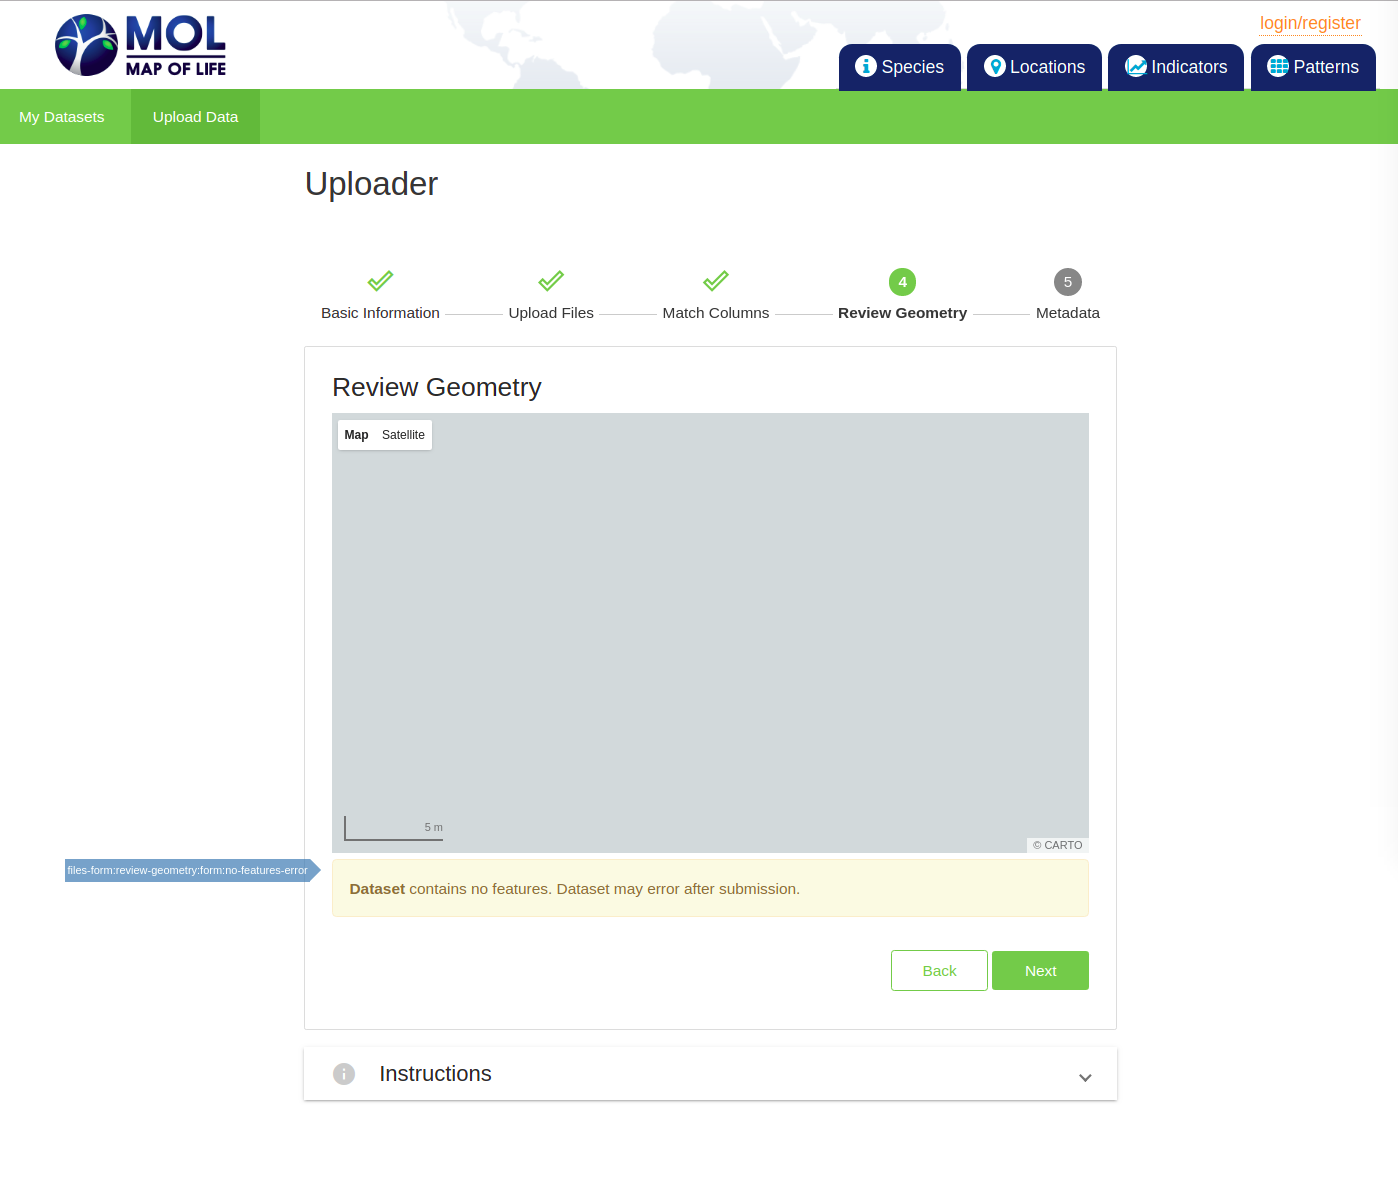 MOL
MAP OF LIFE
login/register
Species
Locations
Indicators
Patterns
My Datasets
Upload Data
Uploader
4
5
Basic Information
Upload Files
Match Columns
Review Geometry
Metadata
Review Geometry
Map
Satellite
5 m
© CARTO
files-form:review-geometry:form:no-features-error
Dataset contains no features. Dataset may error after submission.
Back
Next
Instructions